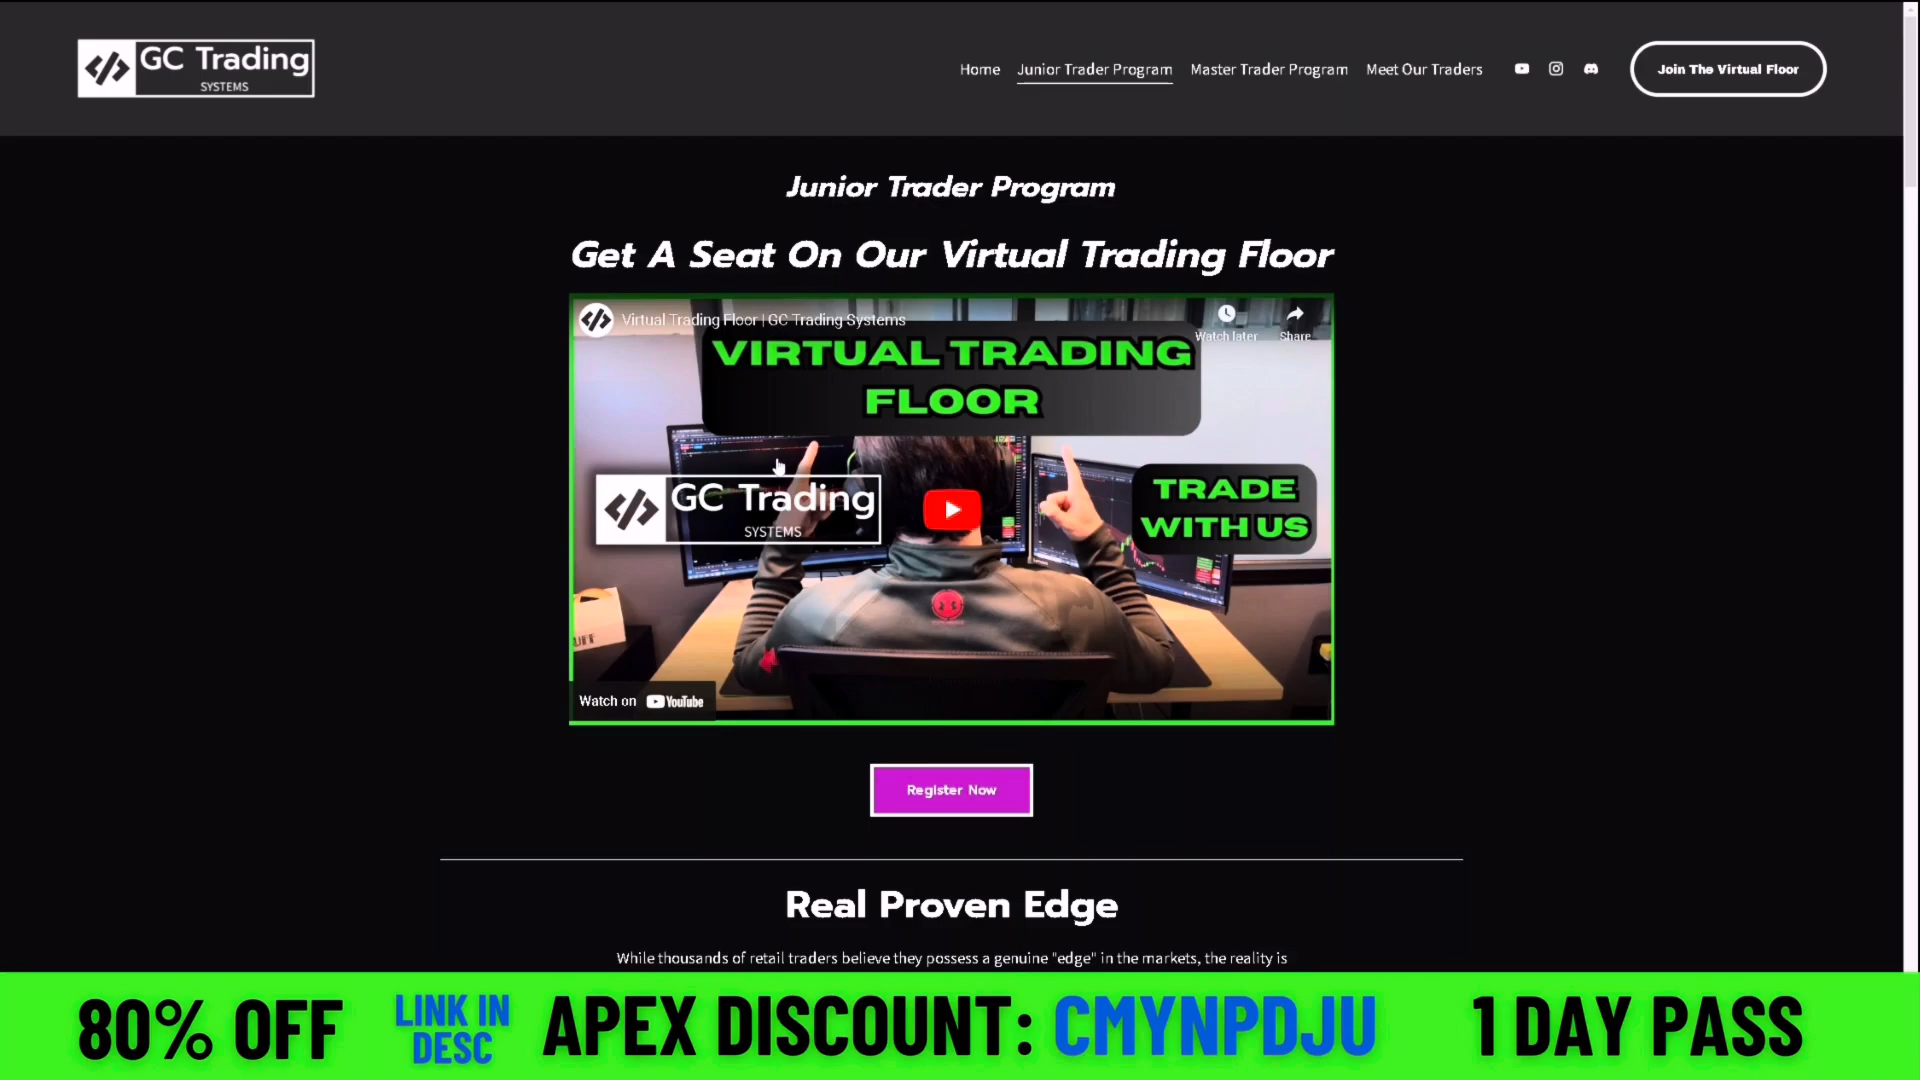 GC Trading
SYSTEMS
Home Junior Trader Program Master Trader Program Meet Our Traders Join The Virtual Floor
Junior Trader Program
Get A Seat On Our Virtual Trading Floor
Virtual Trading Floor | GC Trading Systems
Watch later Share
VIRTUAL TRADING
FLOOR
GC Trading
SYSTEMS
TRADE
WITH US
Watch on YouTube
Register Now
Real Proven Edge
While thousands of retail traders believe they possess a genuine "edge" in the markets, the reality is
80% OFF LINK IN DESC APEX DISCOUNT: CMYNPDJU 1 DAY PASS